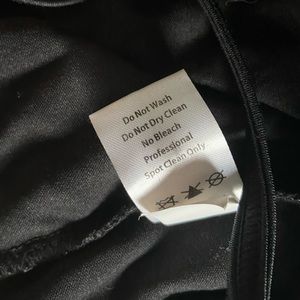 Do Not Wash
Do Not Dry Clean
No Bleach
Professional
Spot Clean Only